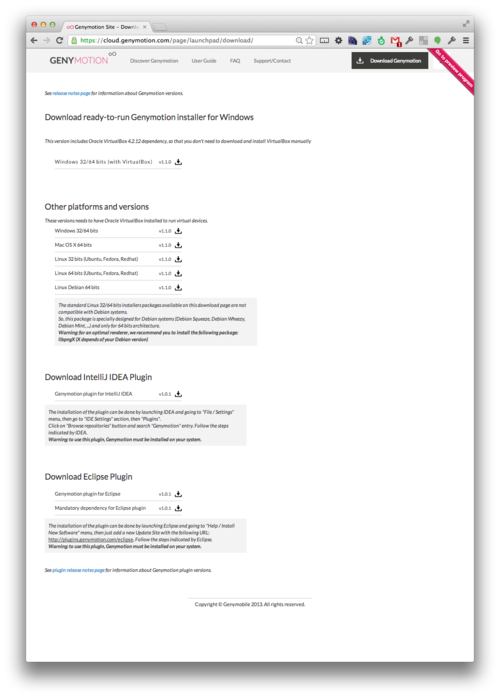 Genymotion Site – Downloa
https://cloud.genymotion.com/page/launchpad/download/
GENYMOTION
Discover Genymotion
User Guide
FAQ
Support/Contact
Download Genymotion
Go to preview program
See release notes page for information about Genymotion versions.
Download ready-to-run Genymotion installer for Windows
This version includes Oracle VirtualBox 4.2.12 dependency, so that you don't need to download and install VirtualBox manually
Windows 32/64 bits (with VirtualBox) v1.1.0
Other platforms and versions
These versions needs to have Oracle VirtualBox installed to run virtual devices.
Windows 32/64 bits v1.1.0
Mac OS X 64 bits v1.1.0
Linux 32 bits (Ubuntu, Fedora, Redhat) v1.1.0
Linux 64 bits (Ubuntu, Fedora, Redhat) v1.1.0
Linux Debian 64 bits v1.1.0
The standard Linux 32/64 bits installers packages available on this download page are not
compatible with Debian systems.
So, this package is specially designed for Debian systems (Debian Squeeze, Debian Wheezy,
Debian Mint, ...) and only for 64 bits architecture.
Warning for an optimal renderer, we recommend you to install the following package:
libpngX (X depends of your Debian version)
Download IntelliJ IDEA Plugin
Genymotion plugin for IntelliJ IDEA v1.0.1
The installation of the plugin can be done by launching IDEA and going to "File / Settings"
menu, then go to "IDE Settings" section, then "Plugins".
Click on "Browse repositories" button and search "Genymotion" entry. Follow the steps
indicated by IDEA.
Warning to use this plugin, Genymotion must be installed on your system.
Download Eclipse Plugin
Genymotion plugin for Eclipse v1.0.1
Mandatory dependency for Eclipse plugin v1.0.1
The installation of the plugin can be done by launching Eclipse and going to "Help / Install
New Software" menu, then just add a new Update Site with the following URL:
http://plugins.genymotion.com/eclipse. Follow the steps indicated by Eclipse.
Warning to use this plugin, Genymotion must be installed on your system.
See plugin release notes page for information about Genymotion plugin versions.
Copyright © Genymobile 2013. All rights reserved.